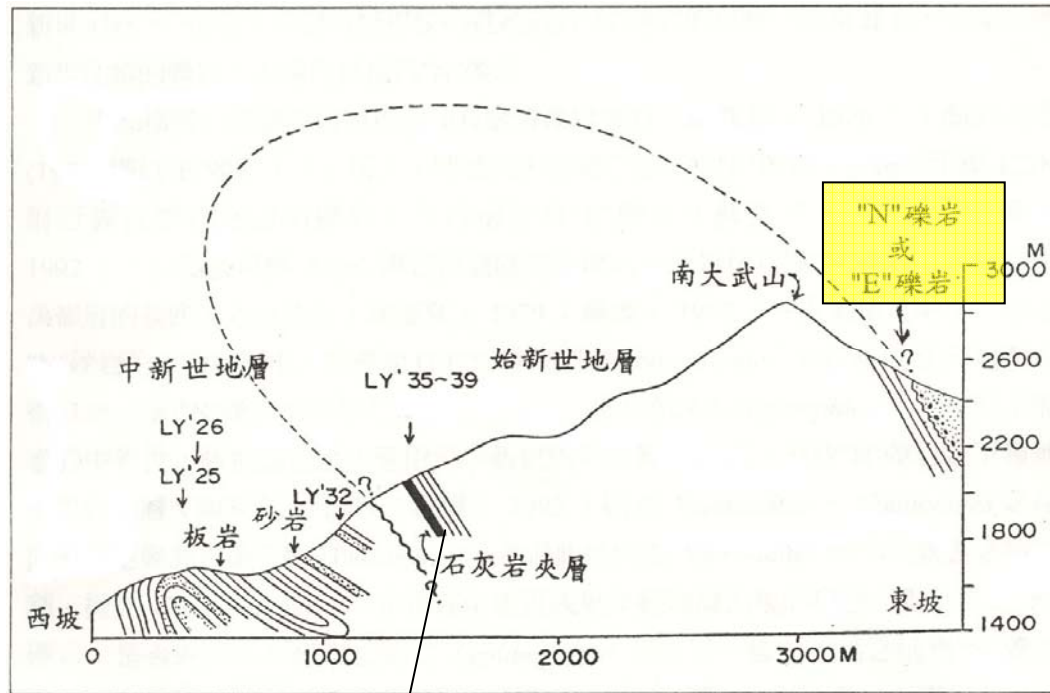 "N"礫岩
或
"E"礫岩
M
3000
南大武山
?
2600
中新世地層
LY'35~39
始新世地層
LY'26
2200
LY'25
LY'32
?
砂岩
板岩
1800
石灰岩夾層
?
西坡
東坡
1400
0
1000
2000
3000M